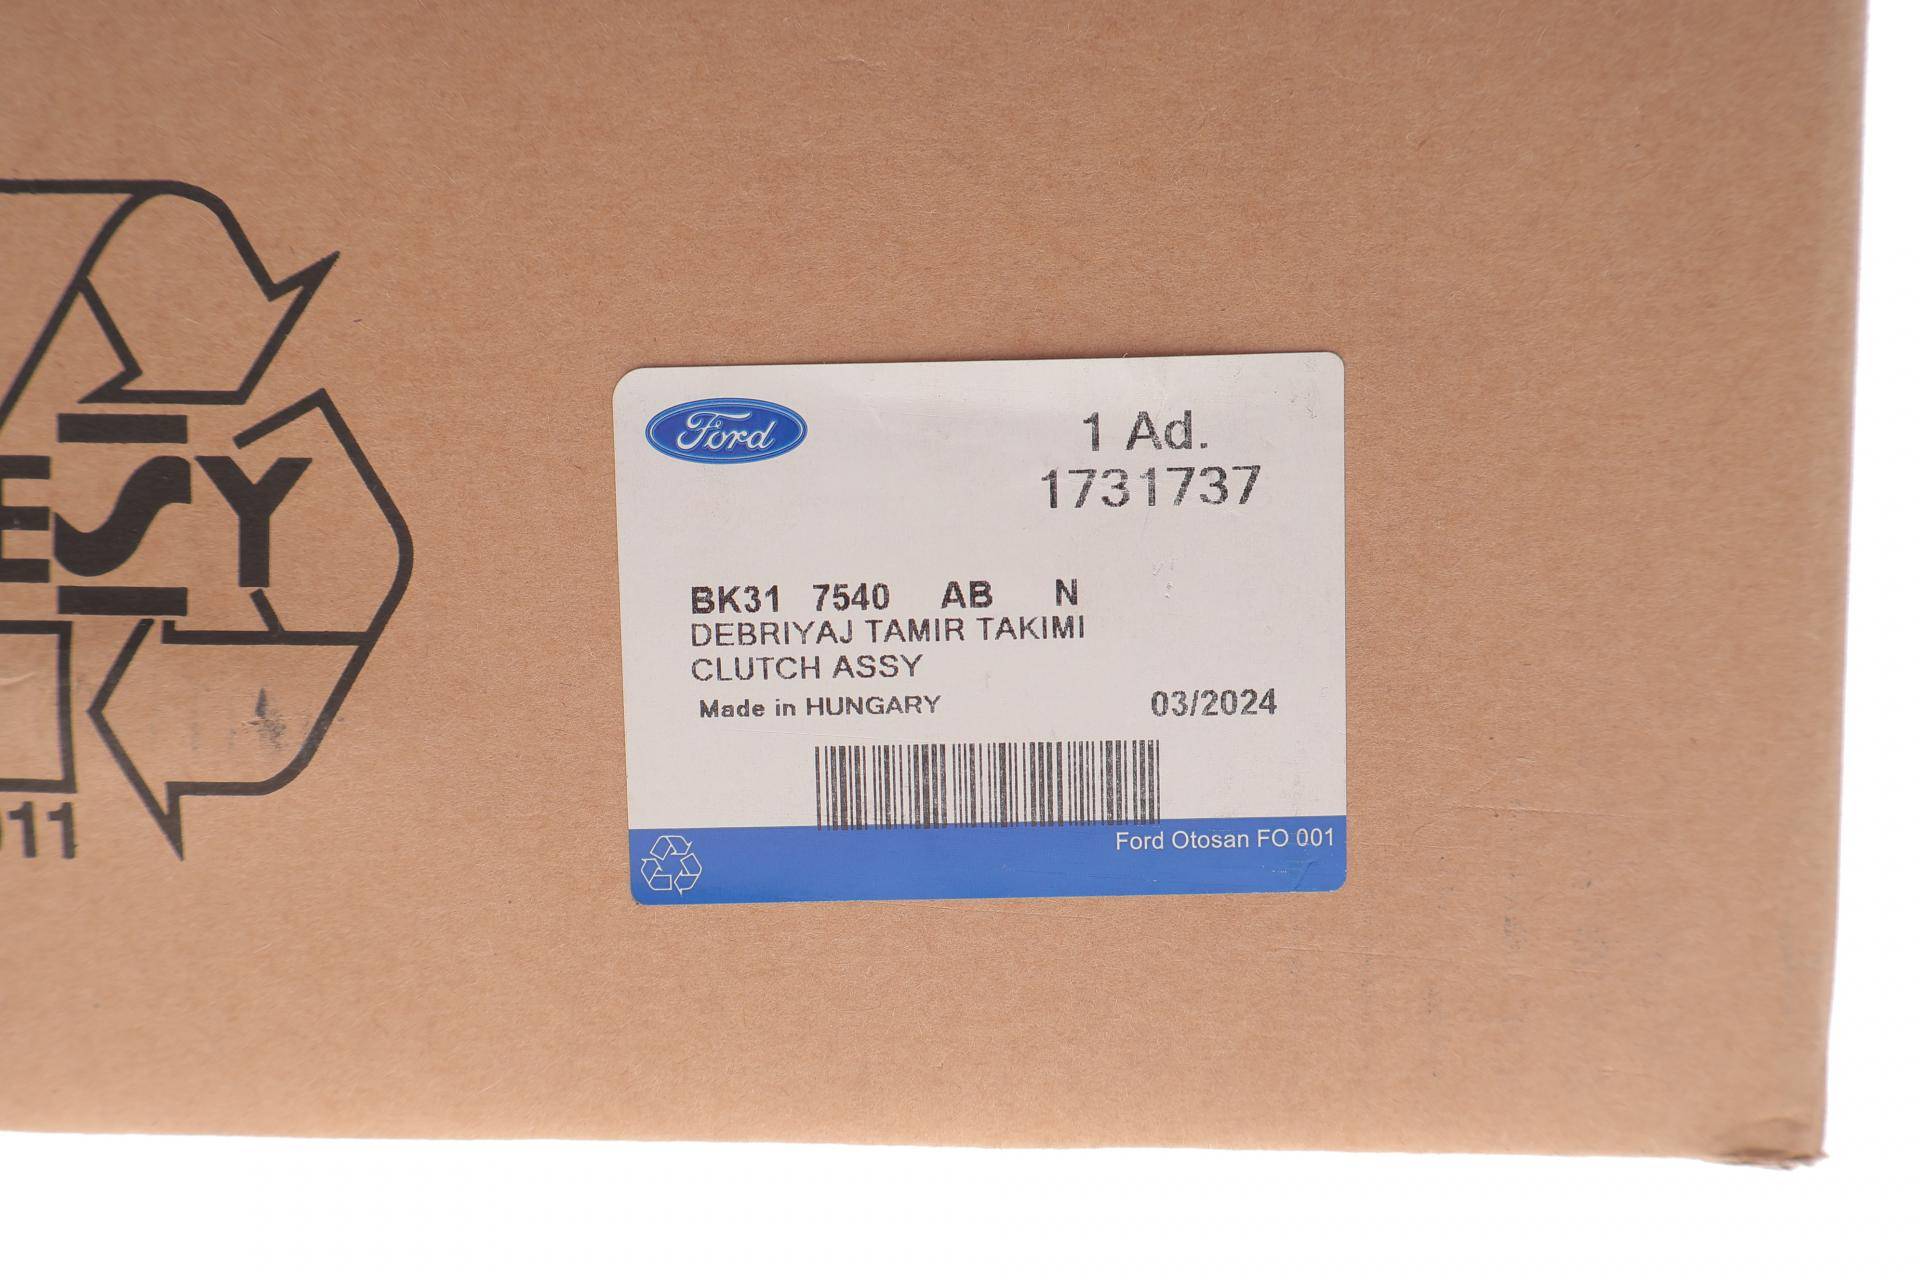 Ford
1 Ad.
1731737
BK31 7540 AB N
DEBRIYAJ TAMIR TAKIMI
CLUTCH ASSY
Made in HUNGARY 03/2024
Ford Otosan FO 001
ESY
11